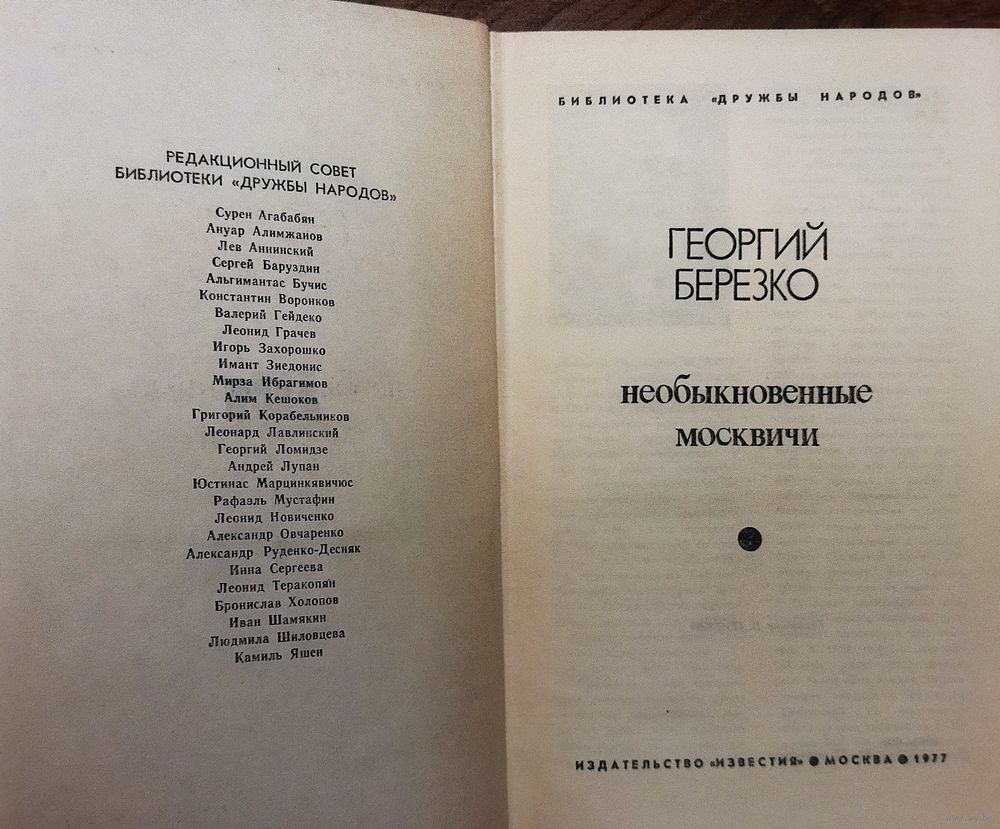 РЕДАКЦИОННЫЙ СОВЕТ
БИБЛИОТЕКИ «ДРУЖБЫ НАРОДОВ»
Сурен Агабабян
Ануар Алимжанов
Лев Аннинский
Сергей Баруздин
Альгимантас Бучис
Константин Воронков
Валерий Гейдеко
Леонид Грачев
Игорь Захорошко
Имант Зиедонис
Мирза Ибрагимов
Алим Кешоков
Григорий Корабельников
Леонард Лавлинский
Георгий Ломидзе
Андрей Лупан
Юстинас Марцинкявичюс
Рафаэль Мустафин
Леонид Новиченко
Александр Овчаренко
Александр Руденко-Десняк
Инна Сергеева
Леонид Теракопян
Бронислав Холопов
Иван Шамякин
Людмила Шиловцева
Камиль Яшен
БИБЛИОТЕКА «ДРУЖБЫ НАРОДОВ»
ГЕОРГИЙ
БЕРЕЗКО
необыкновенные
москвичи
ИЗДАТЕЛЬСТВО «ИЗВЕСТИЯ» ● МОСКВА ● 1977